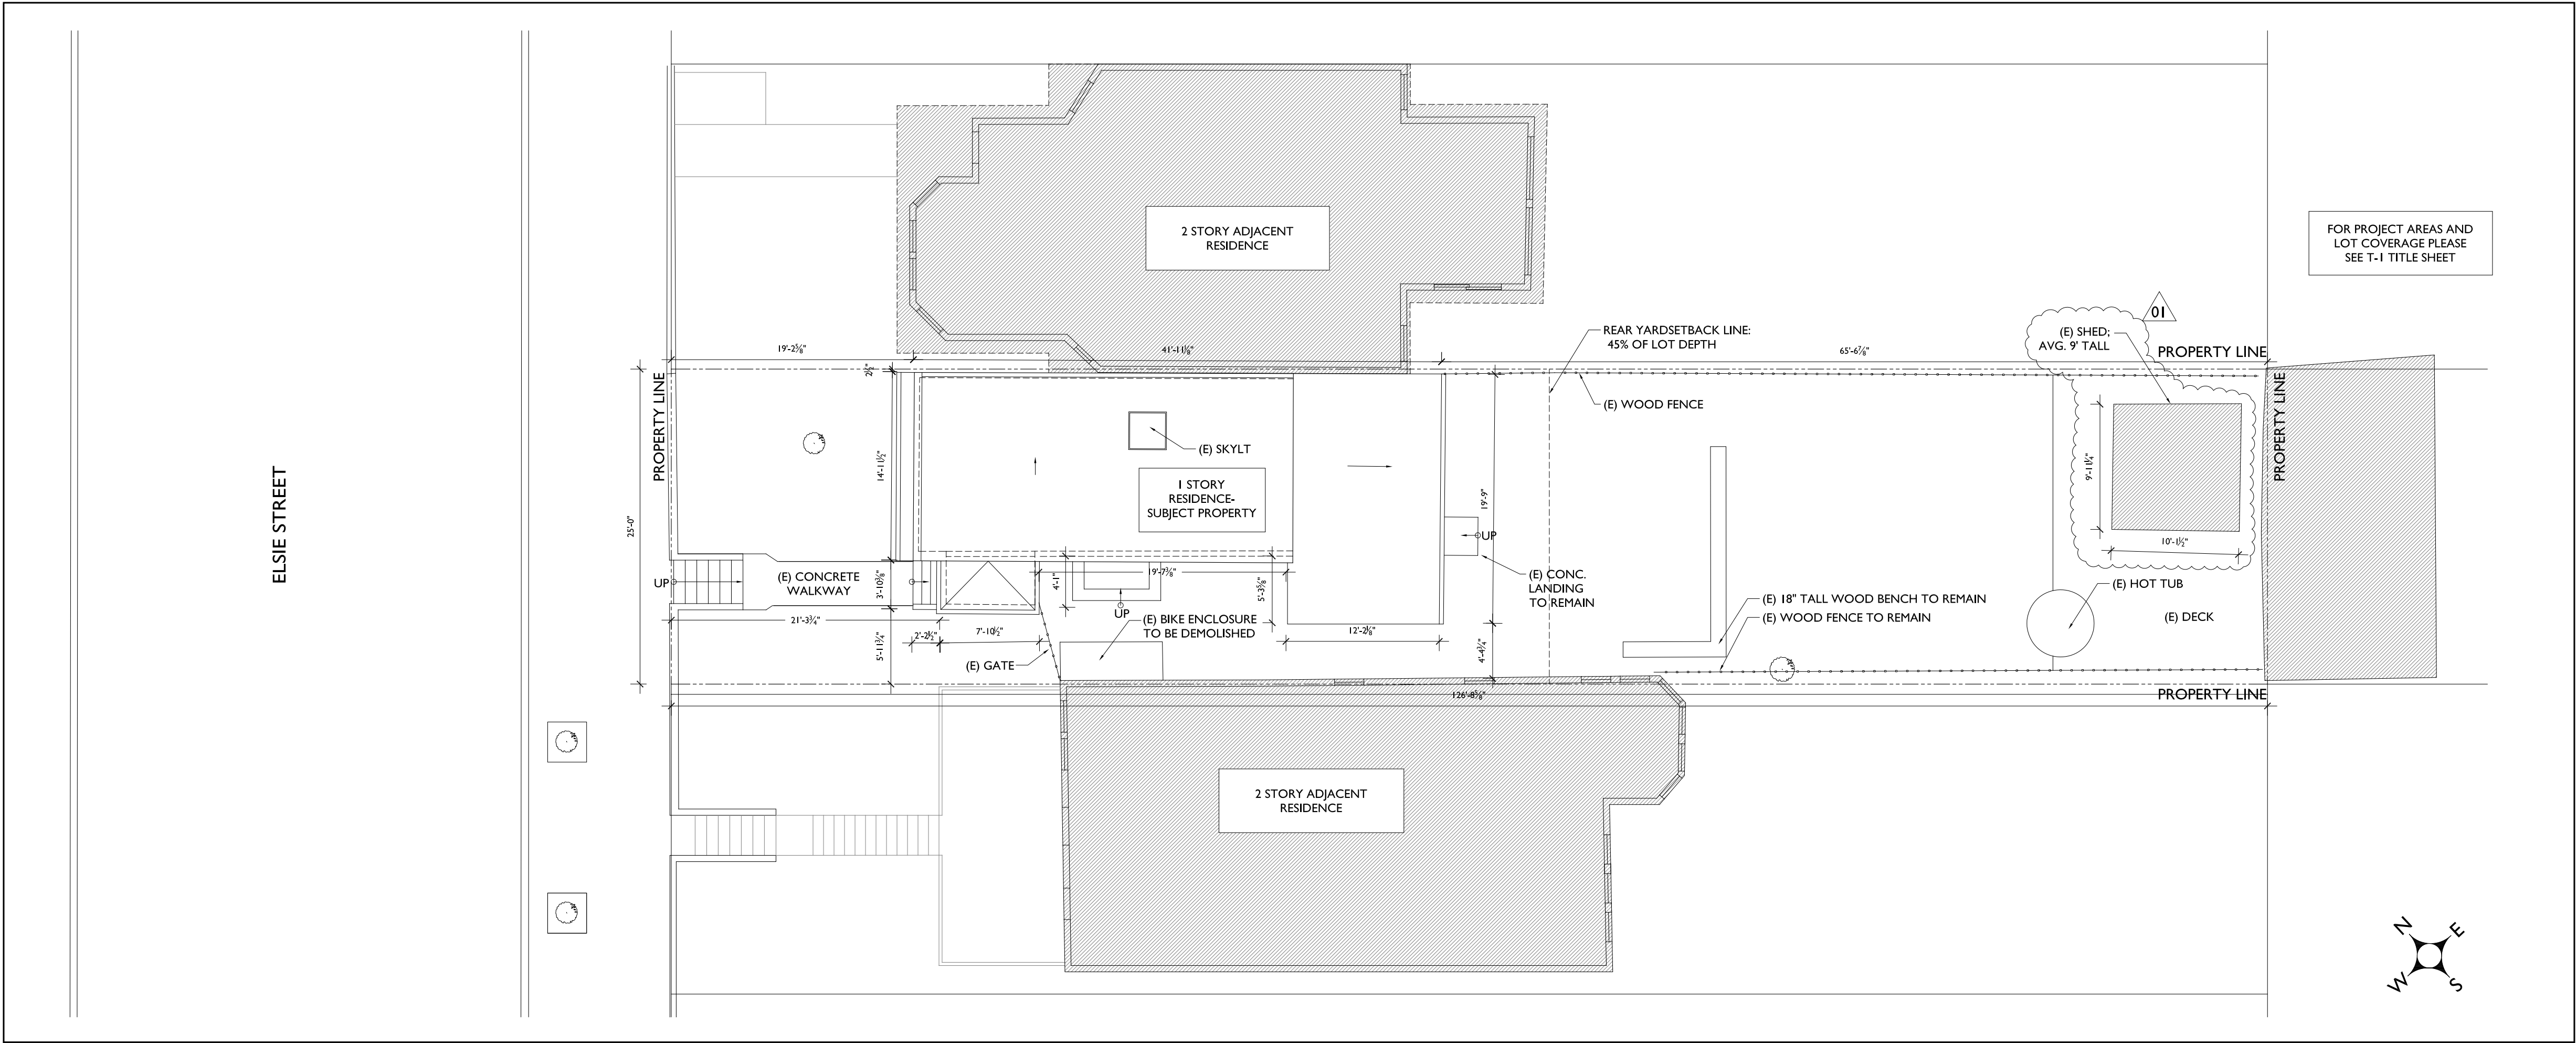 FOR PROJECT AREAS AND
LOT COVERAGE PLEASE
SEE T-1 TITLE SHEET
2 STORY ADJACENT
RESIDENCE
01
(E) SHED;
AVG. 9' TALL
REAR YARDSETBACK LINE:
45% OF LOT DEPTH
PROPERTY LINE
19'-2⅝"
41'-11⅛"
65'-6⅞"
2½"
PROPERTY LINE
PROPERTY LINE
(E) WOOD FENCE
(E) SKYLT
14'-11½"
1 STORY
RESIDENCE-
SUBJECT PROPERTY
19'-9"
9'-11¼"
25'-0"
ELSIE STREET
UP
10'-1½"
UP
(E) CONCRETE
WALKWAY
3'-10⅜"
19'-7⅜"
4'-1"
5'-3⅝"
(E) CONC.
LANDING
TO REMAIN
(E) HOT TUB
UP
(E) 18" TALL WOOD BENCH TO REMAIN
(E) WOOD FENCE TO REMAIN
(E) DECK
21'-3¾"
(E) BIKE ENCLOSURE
TO BE DEMOLISHED
2'-2½"
7'-10½"
12'-2⅛"
5'-11¾"
4'-4¾"
(E) GATE
126'-8⅝"
PROPERTY LINE
2 STORY ADJACENT
RESIDENCE
N
E
W
S